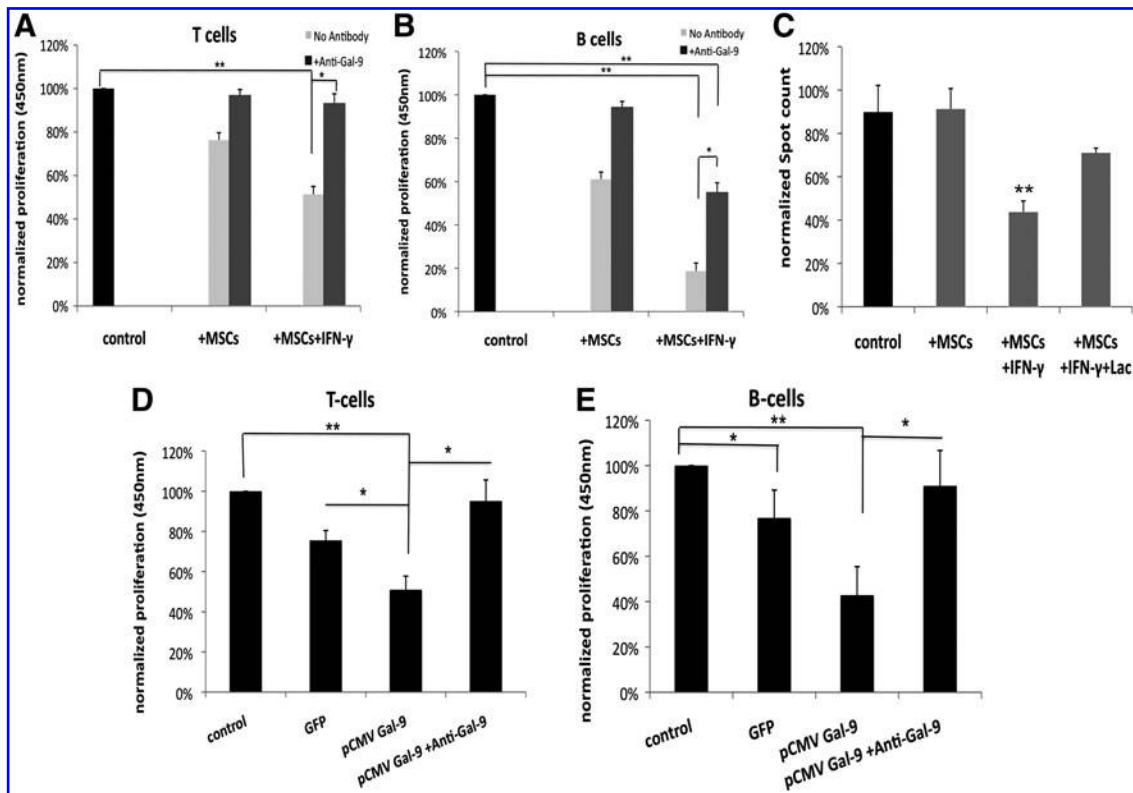 A
T cells
No Antibody
+Anti-Gal-9
normalized proliferation (450nm)
120%
100%
80%
60%
40%
20%
0%
**
*
control
+MSCs
+MSCs+IFN-γ
B
B cells
No Antibody
+Anti-Gal-9
normalized proliferation (450nm)
120%
100%
80%
60%
40%
20%
0%
**
**
*
control
+MSCs
+MSCs+IFN-γ
C
normalized Spot count
120%
100%
80%
60%
40%
20%
0%
**
control
+MSCs
+MSCs
+IFN-γ
+MSCs
+IFN-γ+Lac
D
T-cells
normalized proliferation (450nm)
120%
100%
80%
60%
40%
20%
0%
**
*
*
control
GFP
pCMV Gal-9
pCMV Gal-9 +Anti-Gal-9
E
B-cells
normalized proliferation (450nm)
120%
100%
80%
60%
40%
20%
0%
**
*
*
control
GFP
pCMV Gal-9
pCMV Gal-9 +Anti-Gal-9